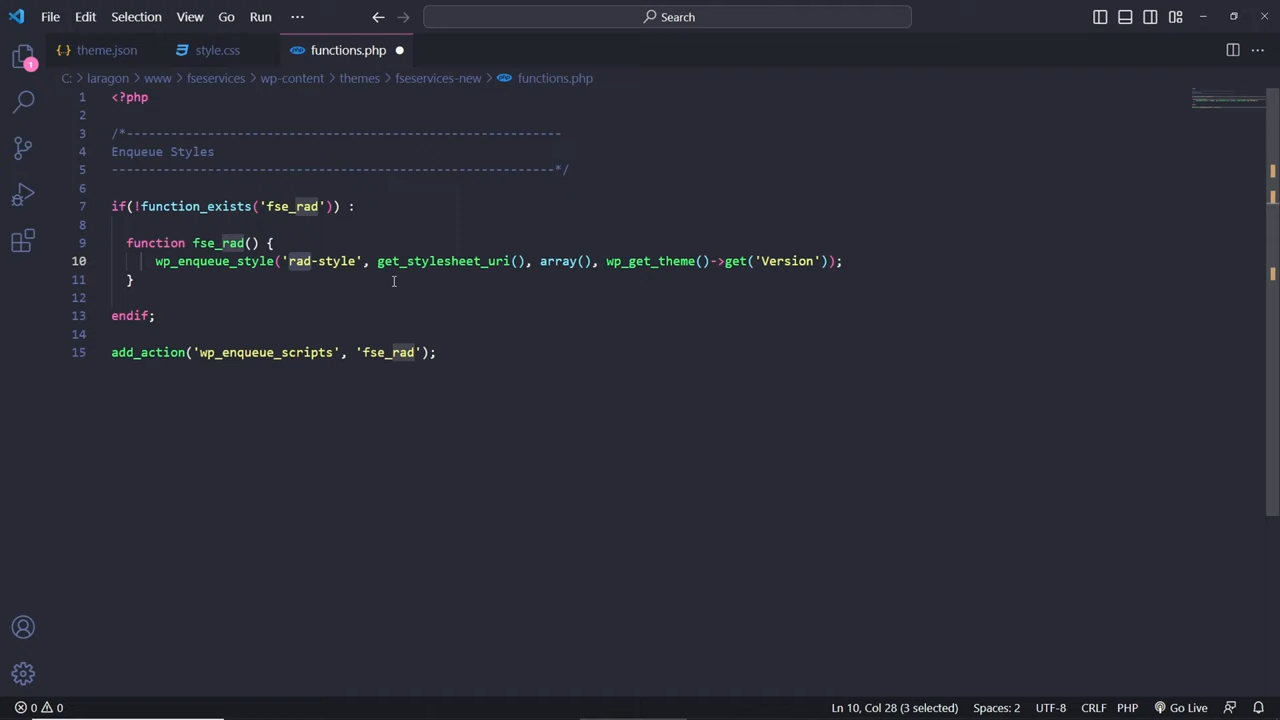 File Edit Selection View Go Run ··· Search
theme.json style.css functions.php
C: > laragon > www > fseservices > wp-content > themes > fseservices-new > functions.php
1 <?php
2
3 /*-----------------------------------------------------------
4 Enqueue Styles
5 ------------------------------------------------------------*/
6
7 if(!function_exists('fse_rad')) :
8
9 function fse_rad() {
10 wp_enqueue_style('rad-style', get_stylesheet_uri(), array(), wp_get_theme()->get('Version'));
11 }
12
13 endif;
14
15 add_action('wp_enqueue_scripts', 'fse_rad');
1
0 0 Ln 10, Col 28 (3 selected) Spaces: 2 UTF-8 CRLF PHP Go Live